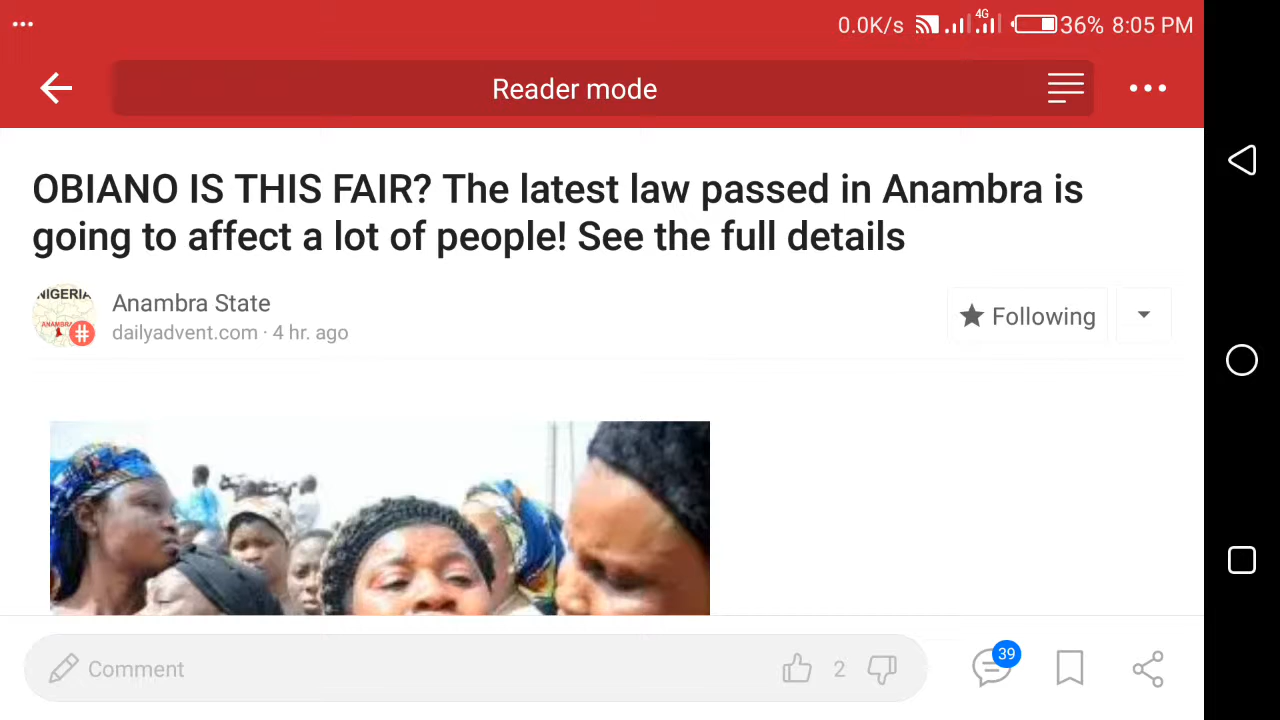 0.0K/s 4G 36% 8:05 PM
Reader mode
OBIANO IS THIS FAIR? The latest law passed in Anambra is
going to affect a lot of people! See the full details
NIGERIA
ANAMBRA
#
Anambra State
dailyadvent.com · 4 hr. ago
Following
Comment
2
39